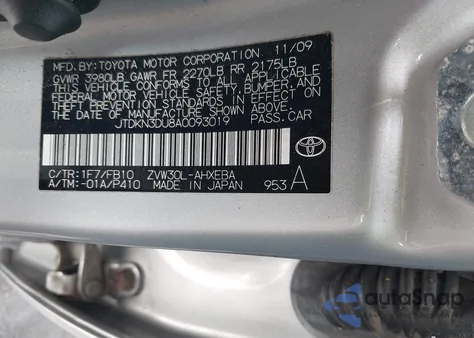 MFD.BY:TOYOTA MOTOR CORPORATION 11/09
GVWR 3980LB GAWR FR 2270LB RR 2175LB
THIS VEHICLE CONFORMS TO ALL APPLICABLE
FEDERAL MOTOR VEHICLE SAFETY, BUMPER, AND
THEFT PREVENTION STANDARDS IN EFFECT ON
THE DATE OF MANUFACTURE SHOWN ABOVE.
JTDKN3DU8A0093019 PASS.CAR
C/TR:1F7/FB10 ZVW30L-AHXEBA
A/TM:-01A/P410 MADE IN JAPAN 953 A
autoSnap